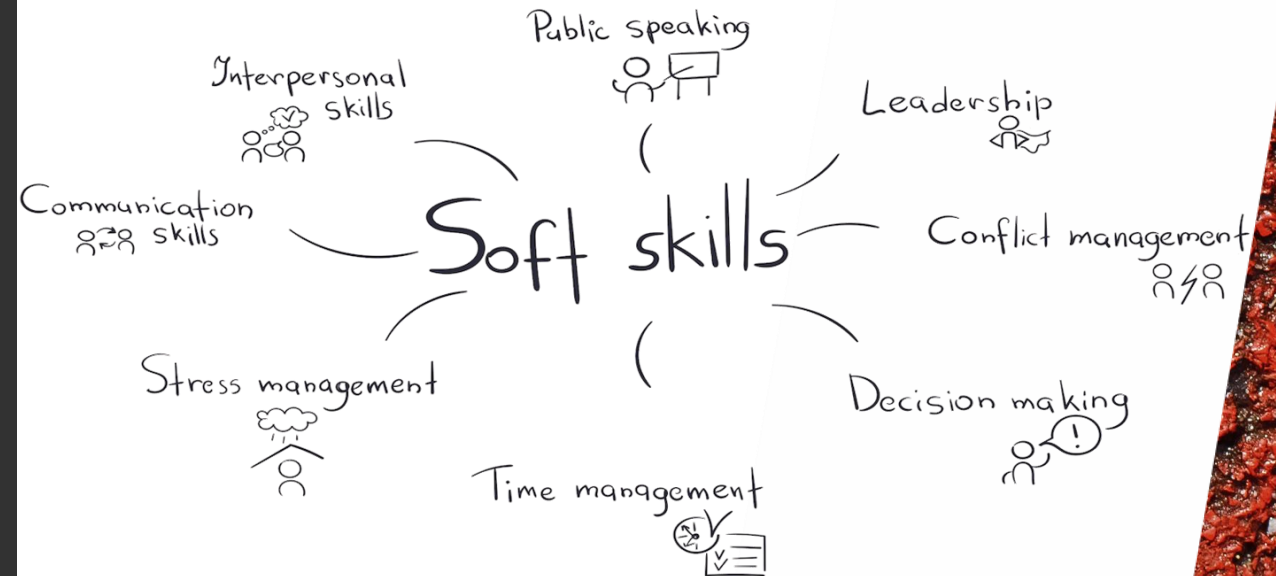 Public speaking
Interpersonal
skills
Leadership
Communication
skills
Soft skills
Conflict management
Stress management
Decision making
Time management